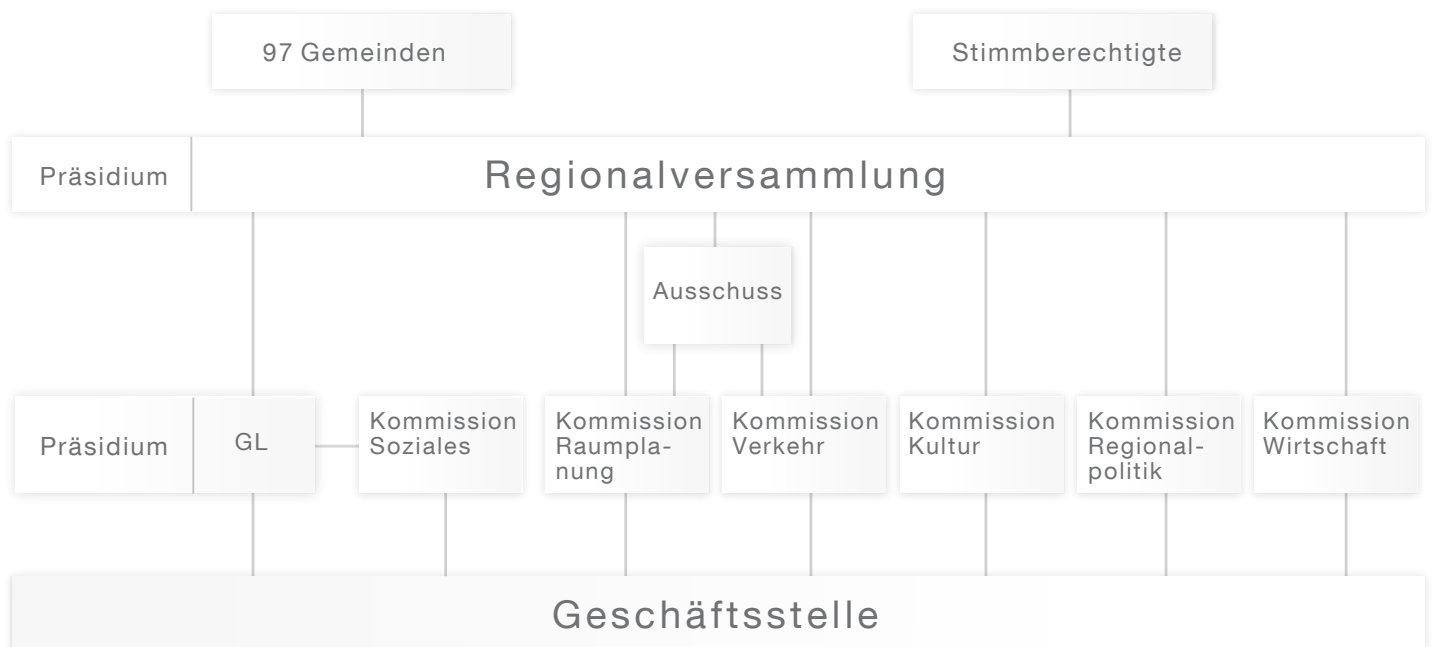 97 Gemeinden
Stimmberechtigte
Präsidium
Regionalversammlung
Ausschuss
Präsidium
GL
Kommission
Soziales
Kommission
Raumpla-
nung
Kommission
Verkehr
Kommission
Kultur
Kommission
Regional-
politik
Kommission
Wirtschaft
Geschäftsstelle